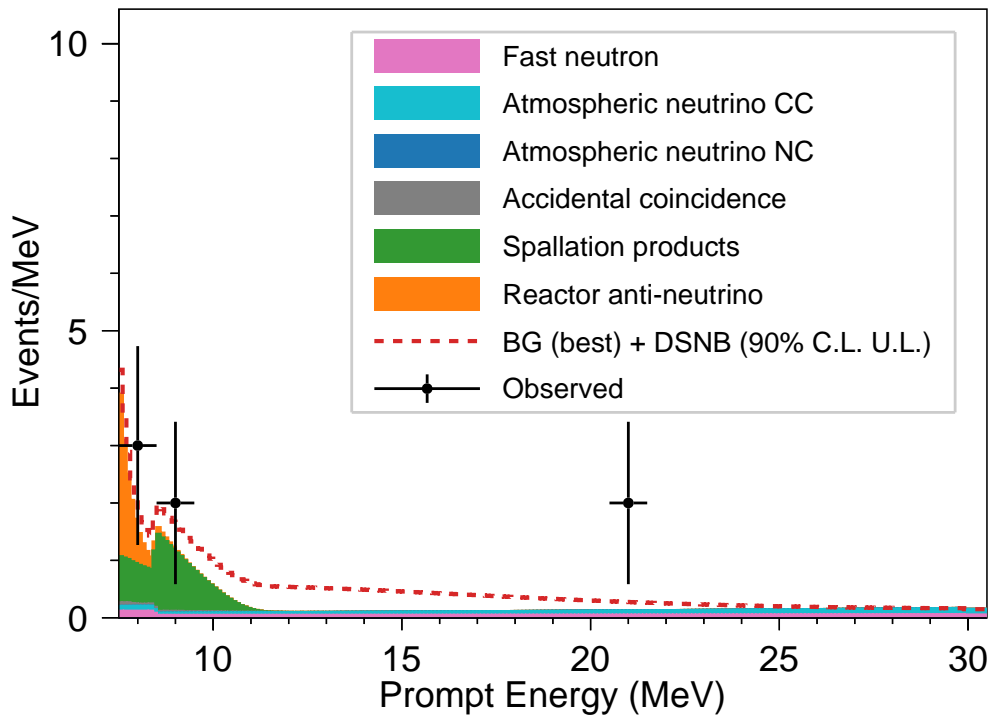 10
5
0
Events/MeV
Fast neutron
Atmospheric neutrino CC
Atmospheric neutrino NC
Accidental coincidence
Spallation products
Reactor anti-neutrino
BG (best) + DSNB (90% C.L. U.L.)
Observed
10 15 20 25 30
Prompt Energy (MeV)